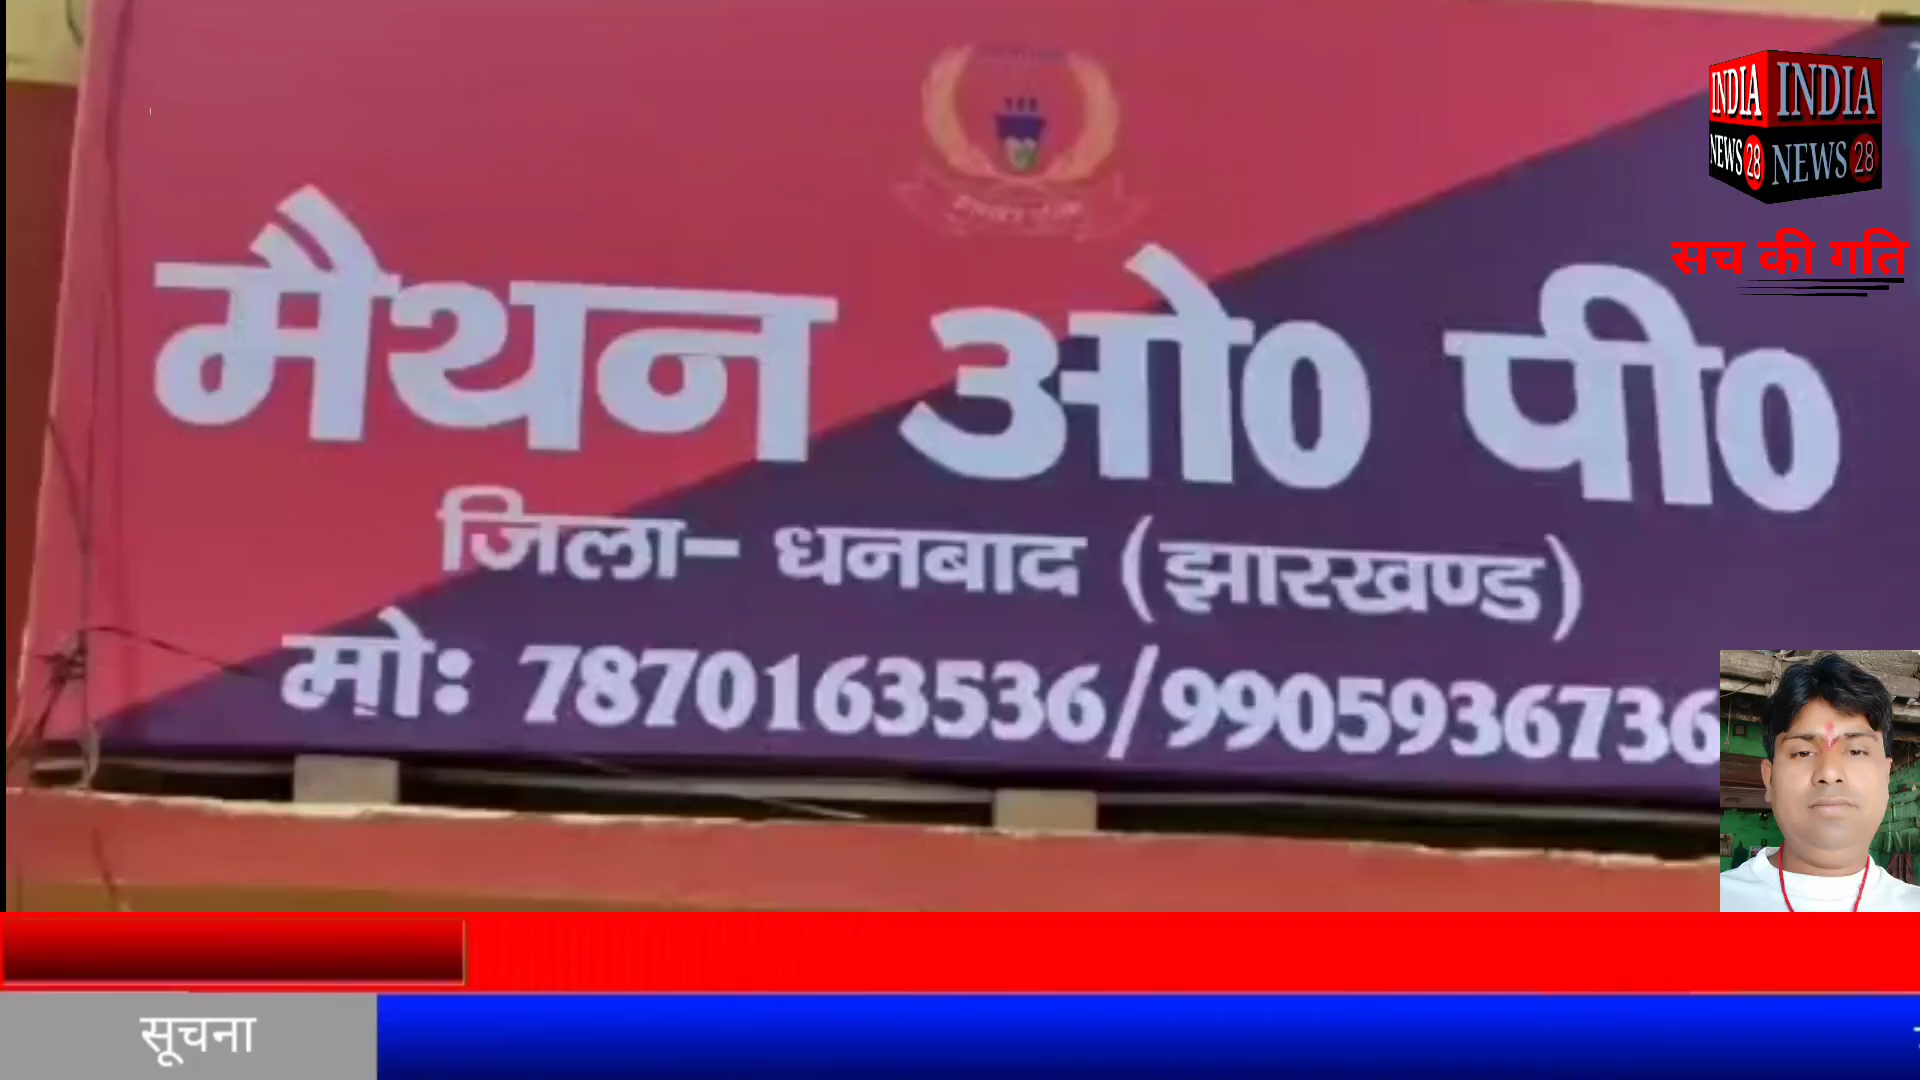 INDIA INDIA
NEWS 28 NEWS 28
सच की गति
मैथन ओ० पी०
जिला- धनबाद (झारखण्ड)
मो: 7870163536/9905936736
सूचना